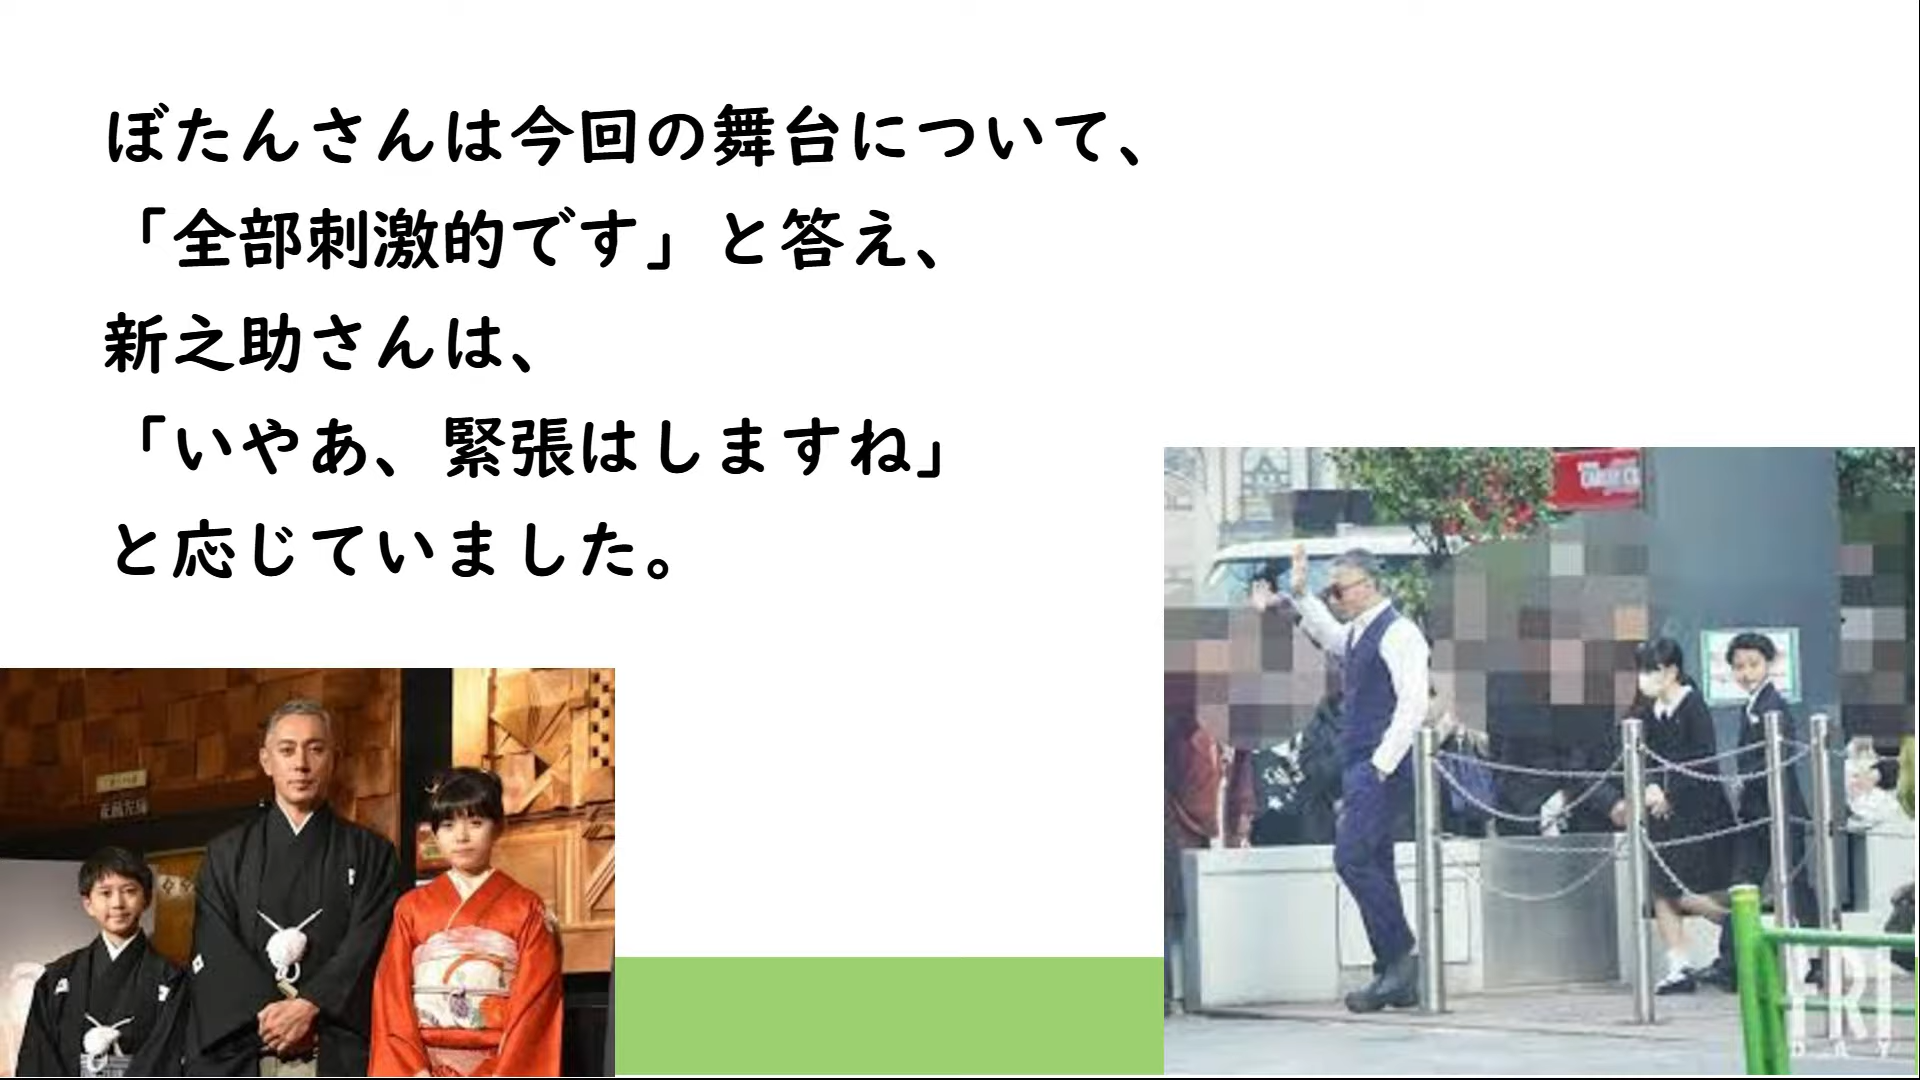 ぼたんさんは今回の舞台について、
「全部刺激的です」と答え、
新之助さんは、
「いやあ、緊張はしますね」
と応じていました。
FRI
DAY